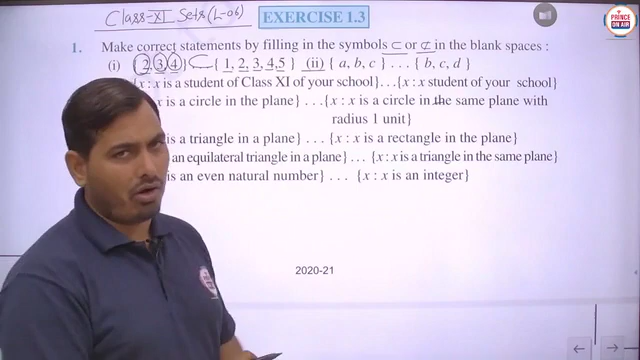 Class-XI Sets (L-06)
EXERCISE 1.3
PRINCE
ON AIR
1. Make correct statements by filling in the symbols ⊂ or ⊄ in the blank spaces :
(i) { 2, 3, 4 } ⊂ { 1, 2, 3, 4, 5 } (ii) { a, b, c } . . . { b, c, d }
{x : x is a student of Class XI of your school} . . . {x : x student of your school}
x is a circle in the plane} . . . {x : x is a circle in the same plane with
radius 1 unit}
is a triangle in a plane} . . . {x : x is a rectangle in the plane}
an equilateral triangle in a plane} . . . {x : x is a triangle in the same plane}
is an even natural number} . . . {x : x is an integer}
2020-21